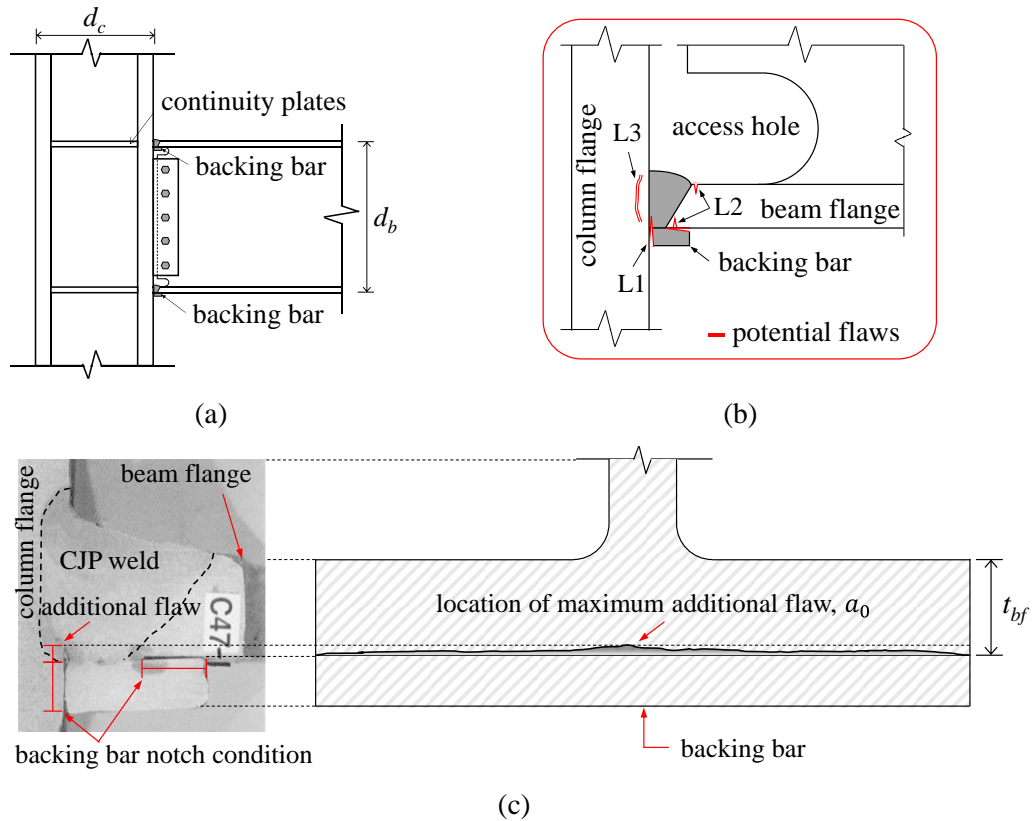 d_c
continuity plates
backing bar
d_b
backing bar
(a)
column flange
L3
access hole
L2
beam flange
backing bar
L1
potential flaws
(b)
column flange
beam flange
CJP weld
additional flaw
C47-
backing bar notch condition
location of maximum additional flaw, a_0
t_bf
backing bar
(c)